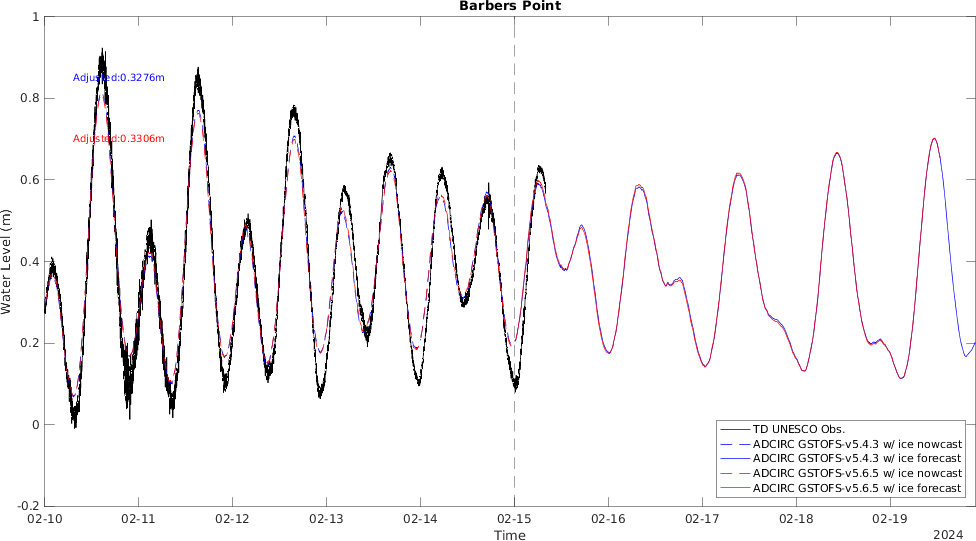 Barbers Point
1
0.8
0.6
0.4
0.2
0
-0.2
Water Level (m)
Adjusted:0.3276m
Adjusted:0.3306m
TD UNESCO Obs.
ADCIRC GSTOFS-v5.4.3 w/ ice nowcast
ADCIRC GSTOFS-v5.4.3 w/ ice forecast
ADCIRC GSTOFS-v5.6.5 w/ ice nowcast
ADCIRC GSTOFS-v5.6.5 w/ ice forecast
02-10 02-11 02-12 02-13 02-14 02-15 02-16 02-17 02-18 02-19
Time
2024